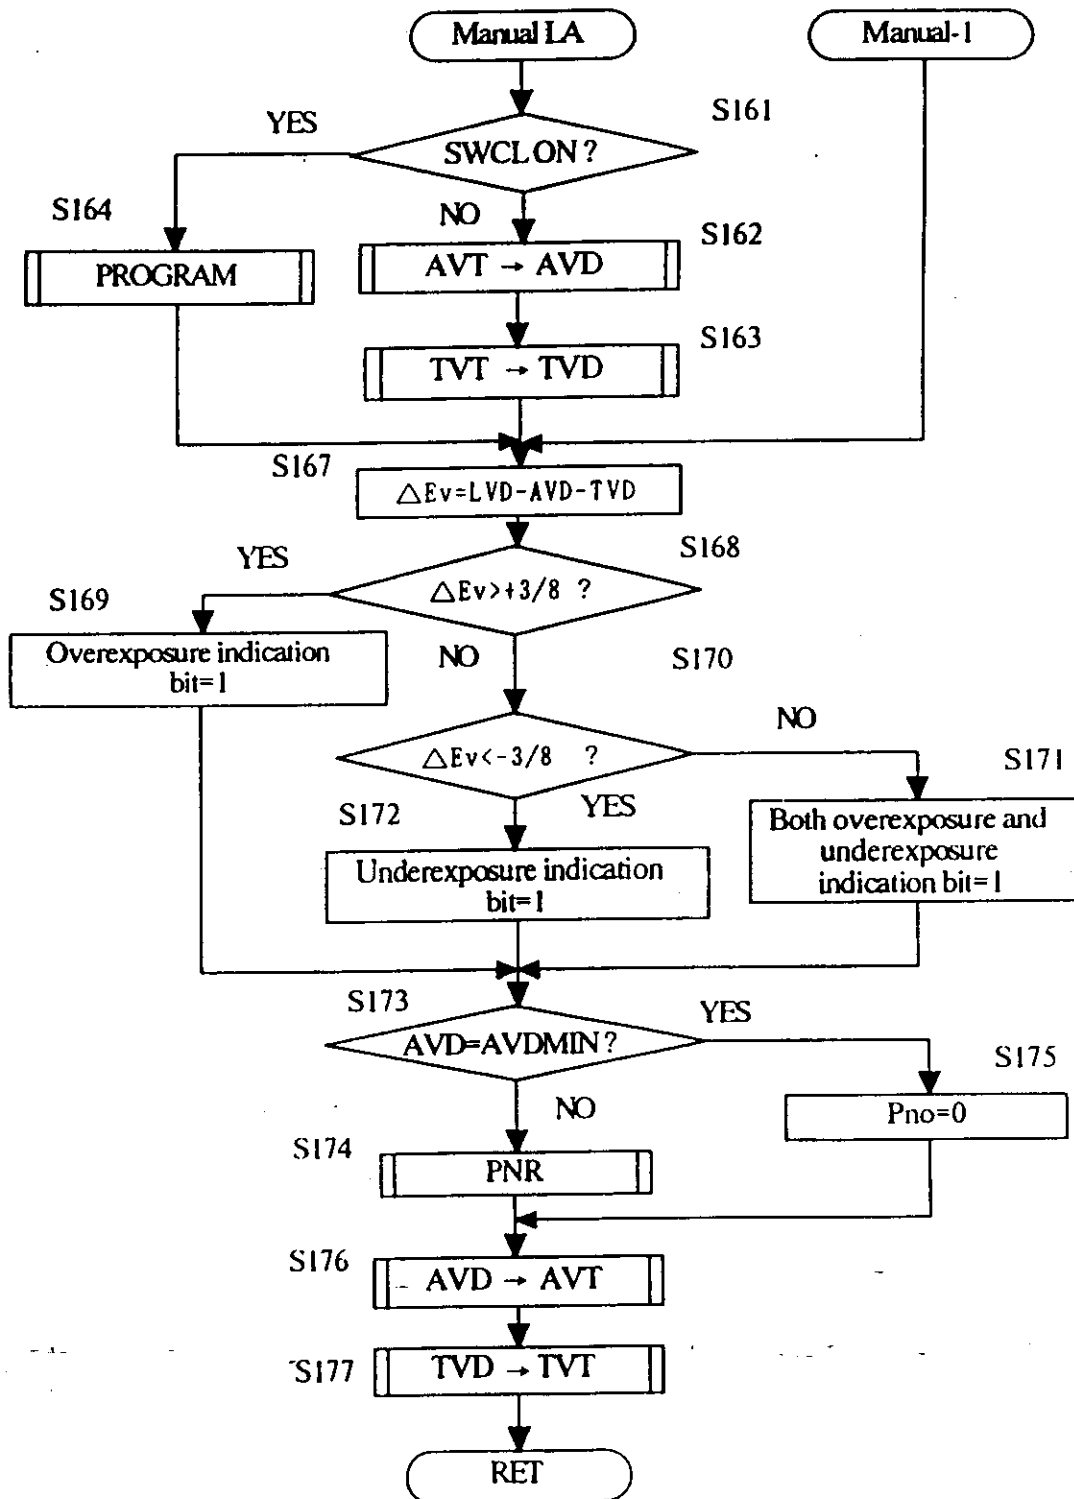 Manual LA
Manual-1
S161
YES
SWCLON?
S164
NO
S162
PROGRAM
AVT → AVD
S163
TVT → TVD
S167
△Ev=LVD-AVD-TVD
YES
S168
△Ev>+3/8 ?
S169
Overexposure indication
bit=1
NO
S170
NO
△Ev<-3/8 ?
S171
S172
YES
Both overexposure and
underexposure
indication bit=1
Underexposure indication
bit=1
S173
YES
AVD=AVDMIN?
S175
NO
Pno=0
S174
PNR
S176
AVD → AVT
S177
TVD → TVT
RET